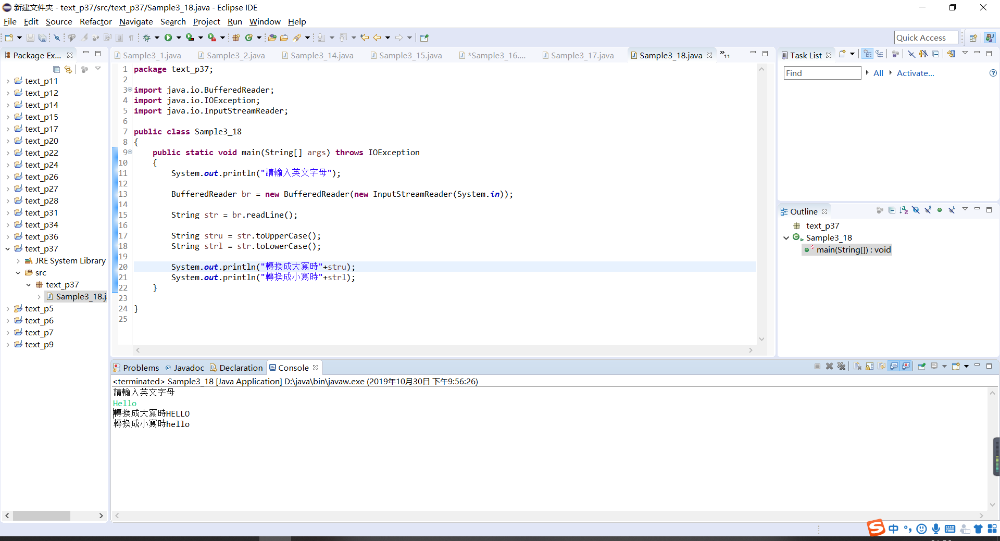 新建文件夹 - text_p37/src/text_p37/Sample3_18.java - Eclipse IDE
File Edit Source Refactor Navigate Search Project Run Window Help
Quick Access
Package Ex...
text_p11
text_p12
text_p14
text_p15
text_p17
text_p20
text_p22
text_p24
text_p26
text_p27
text_p28
text_p31
text_p34
text_p36
text_p37
JRE System Library
src
text_p37
Sample3_18.j
text_p5
text_p6
text_p7
text_p9
Sample3_1.java Sample3_2.java Sample3_14.java Sample3_15.java *Sample3_16.... Sample3_17.java Sample3_18.java »11
1 package text_p37;
2
3 import java.io.BufferedReader;
4 import java.io.IOException;
5 import java.io.InputStreamReader;
6
7 public class Sample3_18
8 {
9 public static void main(String[] args) throws IOException
10 {
11 System.out.println("請輸入英文字母");
12
13 BufferedReader br = new BufferedReader(new InputStreamReader(System.in));
14
15 String str = br.readLine();
16
17 String stru = str.toUpperCase();
18 String strl = str.toLowerCase();
19
20 System.out.println("轉換成大寫時"+stru);
21 System.out.println("轉換成小寫時"+strl);
22 }
23
24 }
25
Task List
Find All Activate...
Outline
text_p37
Sample3_18
main(String[]) : void
Problems @ Javadoc Declaration Console
<terminated> Sample3_18 [Java Application] D:\java\bin\javaw.exe (2019年10月30日 下午9:56:26)
請輸入英文字母
Hello
轉換成大寫時HELLO
轉換成小寫時hello
中